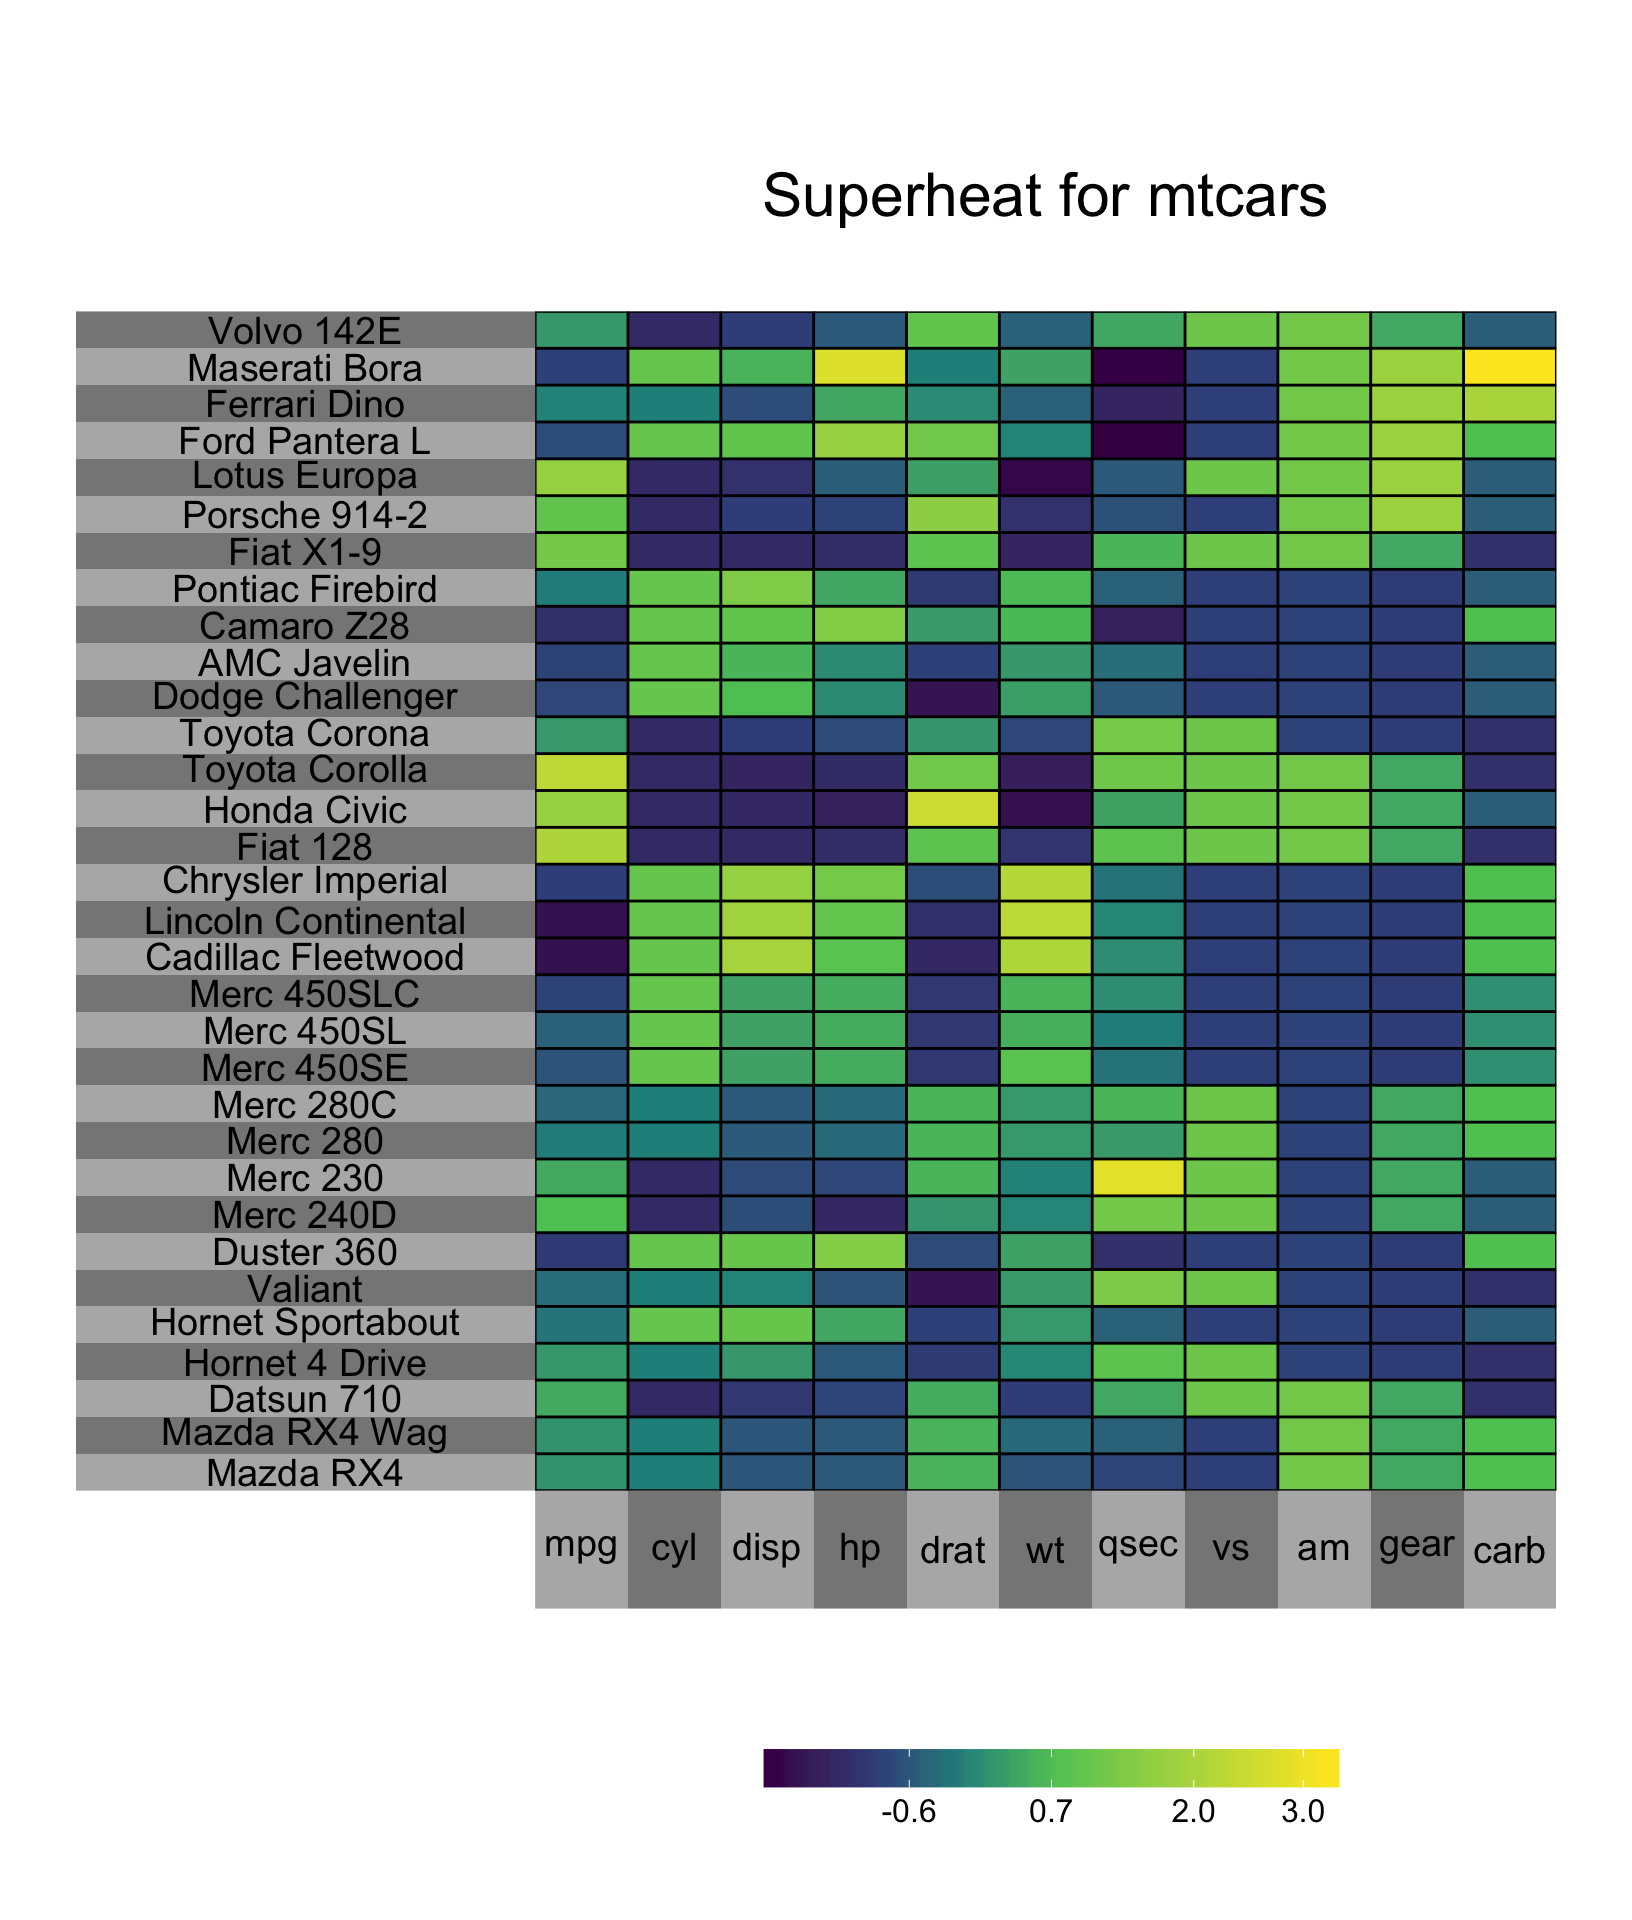 Superheat for mtcars
Volvo 142E
Maserati Bora
Ferrari Dino
Ford Pantera L
Lotus Europa
Porsche 914-2
Fiat X1-9
Pontiac Firebird
Camaro Z28
AMC Javelin
Dodge Challenger
Toyota Corona
Toyota Corolla
Honda Civic
Fiat 128
Chrysler Imperial
Lincoln Continental
Cadillac Fleetwood
Merc 450SLC
Merc 450SL
Merc 450SE
Merc 280C
Merc 280
Merc 230
Merc 240D
Duster 360
Valiant
Hornet Sportabout
Hornet 4 Drive
Datsun 710
Mazda RX4 Wag
Mazda RX4
mpg cyl disp hp drat wt qsec vs am gear carb
-0.6 0.7 2.0 3.0